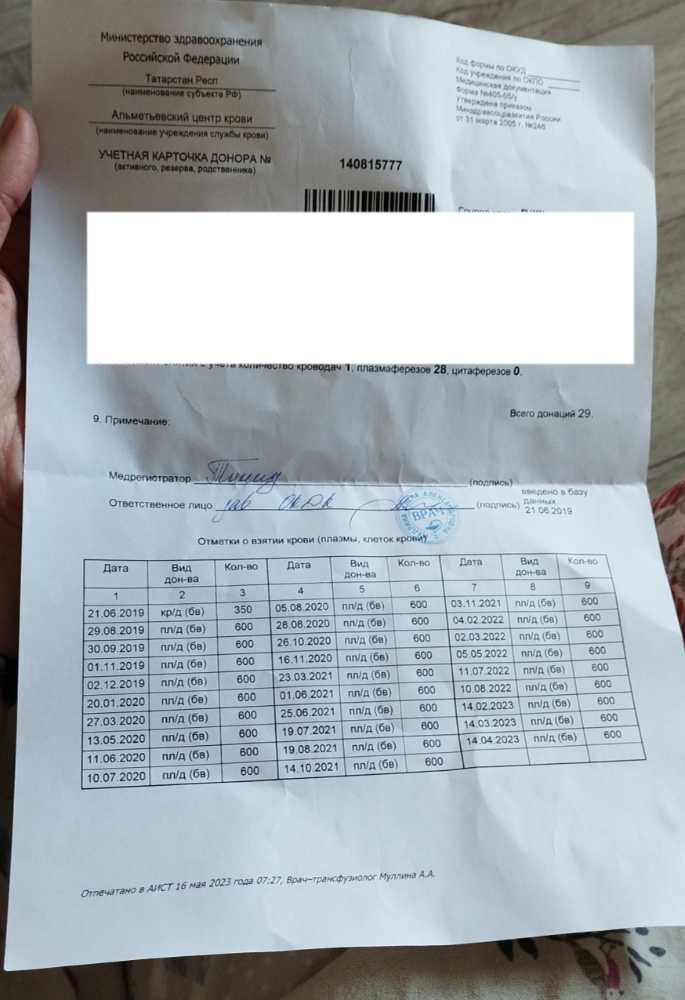 Министерство здравоохранения
Российской Федерации
Татарстан Респ
(наименование субъекта РФ)
Альметьевский центр крови
(наименование учреждения службы крови)
УЧЕТНАЯ КАРТОЧКА ДОНОРА №
(активного, резерва, родственника)
140815777
Код формы по ОКУД
Код учреждения по ОКПО
Медицинская документация
Форма №405-05/у
Утверждена приказом
Минздравсоцразвития России
от 31 марта 2005 г. №246
с учета количество кроводач 1, плазмаферезов 28, цитаферезов 0.
Всего донаций 29.
9. Примечание:
Медрегистратор (подпись)
Ответственное лицо зав (подпись)
введено в базу
данных
21.06.2019
ВРАЧ
Отметки о взятии крови (плазмы, клеток крови)
Дата Вид дон-ва Кол-во Дата Вид дон-ва Кол-во Дата Вид дон-ва Кол-во
1 2 3 4 5 6 7 8 9
21.06.2019 кр/д (бв) 350 05.08.2020 пл/д (бв) 600 03.11.2021 пл/д (бв) 600
29.08.2019 пл/д (бв) 600 28.08.2020 пл/д (бв) 600 04.02.2022 пл/д (бв) 600
30.09.2019 пл/д (бв) 600 26.10.2020 пл/д (бв) 600 02.03.2022 пл/д (бв) 600
01.11.2019 пл/д (бв) 600 16.11.2020 пл/д (бв) 600 05.05.2022 пл/д (бв) 600
02.12.2019 пл/д (бв) 600 23.03.2021 пл/д (бв) 600 11.07.2022 пл/д (бв) 600
20.01.2020 пл/д (бв) 600 01.06.2021 пл/д (бв) 600 10.08.2022 пл/д (бв) 600
27.03.2020 пл/д (бв) 600 25.06.2021 пл/д (бв) 600 14.02.2023 пл/д (бв) 600
13.05.2020 пл/д (бв) 600 19.07.2021 пл/д (бв) 600 14.03.2023 пл/д (бв) 600
11.06.2020 пл/д (бв) 600 19.08.2021 пл/д (бв) 600 14.04.2023 пл/д (бв) 600
10.07.2020 пл/д (бв) 600 14.10.2021 пл/д (бв) 600
Отпечатано в АИСТ 16 мая 2023 года 07:27, Врач-трансфузиолог Муллина А.А.